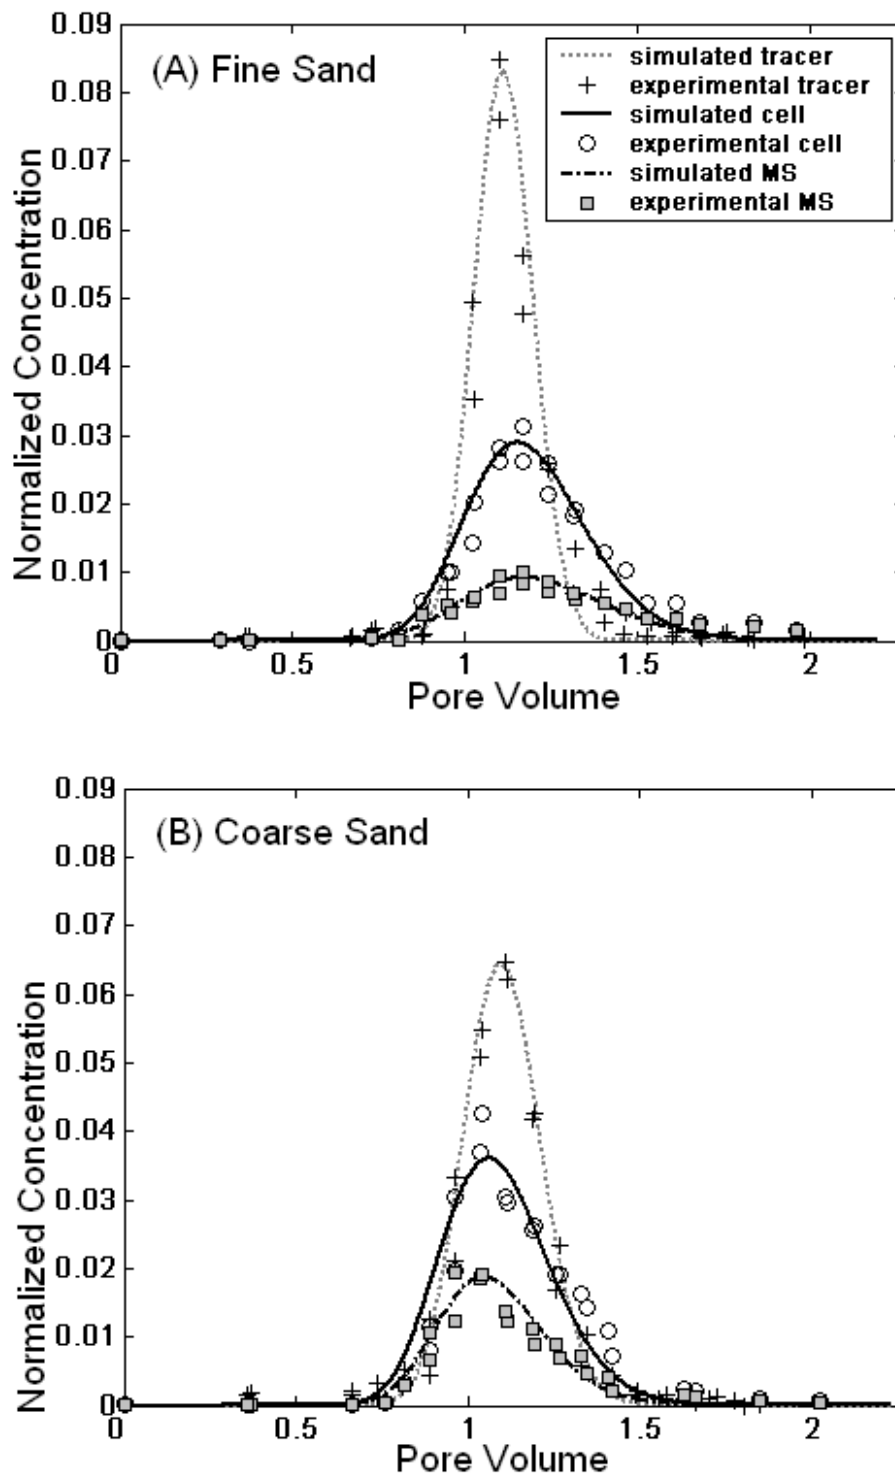 (A) Fine Sand
simulated tracer
experimental tracer
simulated cell
experimental cell
simulated MS
experimental MS
Normalized Concentration
0.09
0.08
0.07
0.06
0.05
0.04
0.03
0.02
0.01
0
0 0.5 1 1.5 2
Pore Volume
(B) Coarse Sand
Normalized Concentration
0.09
0.08
0.07
0.06
0.05
0.04
0.03
0.02
0.01
0
0 0.5 1 1.5 2
Pore Volume